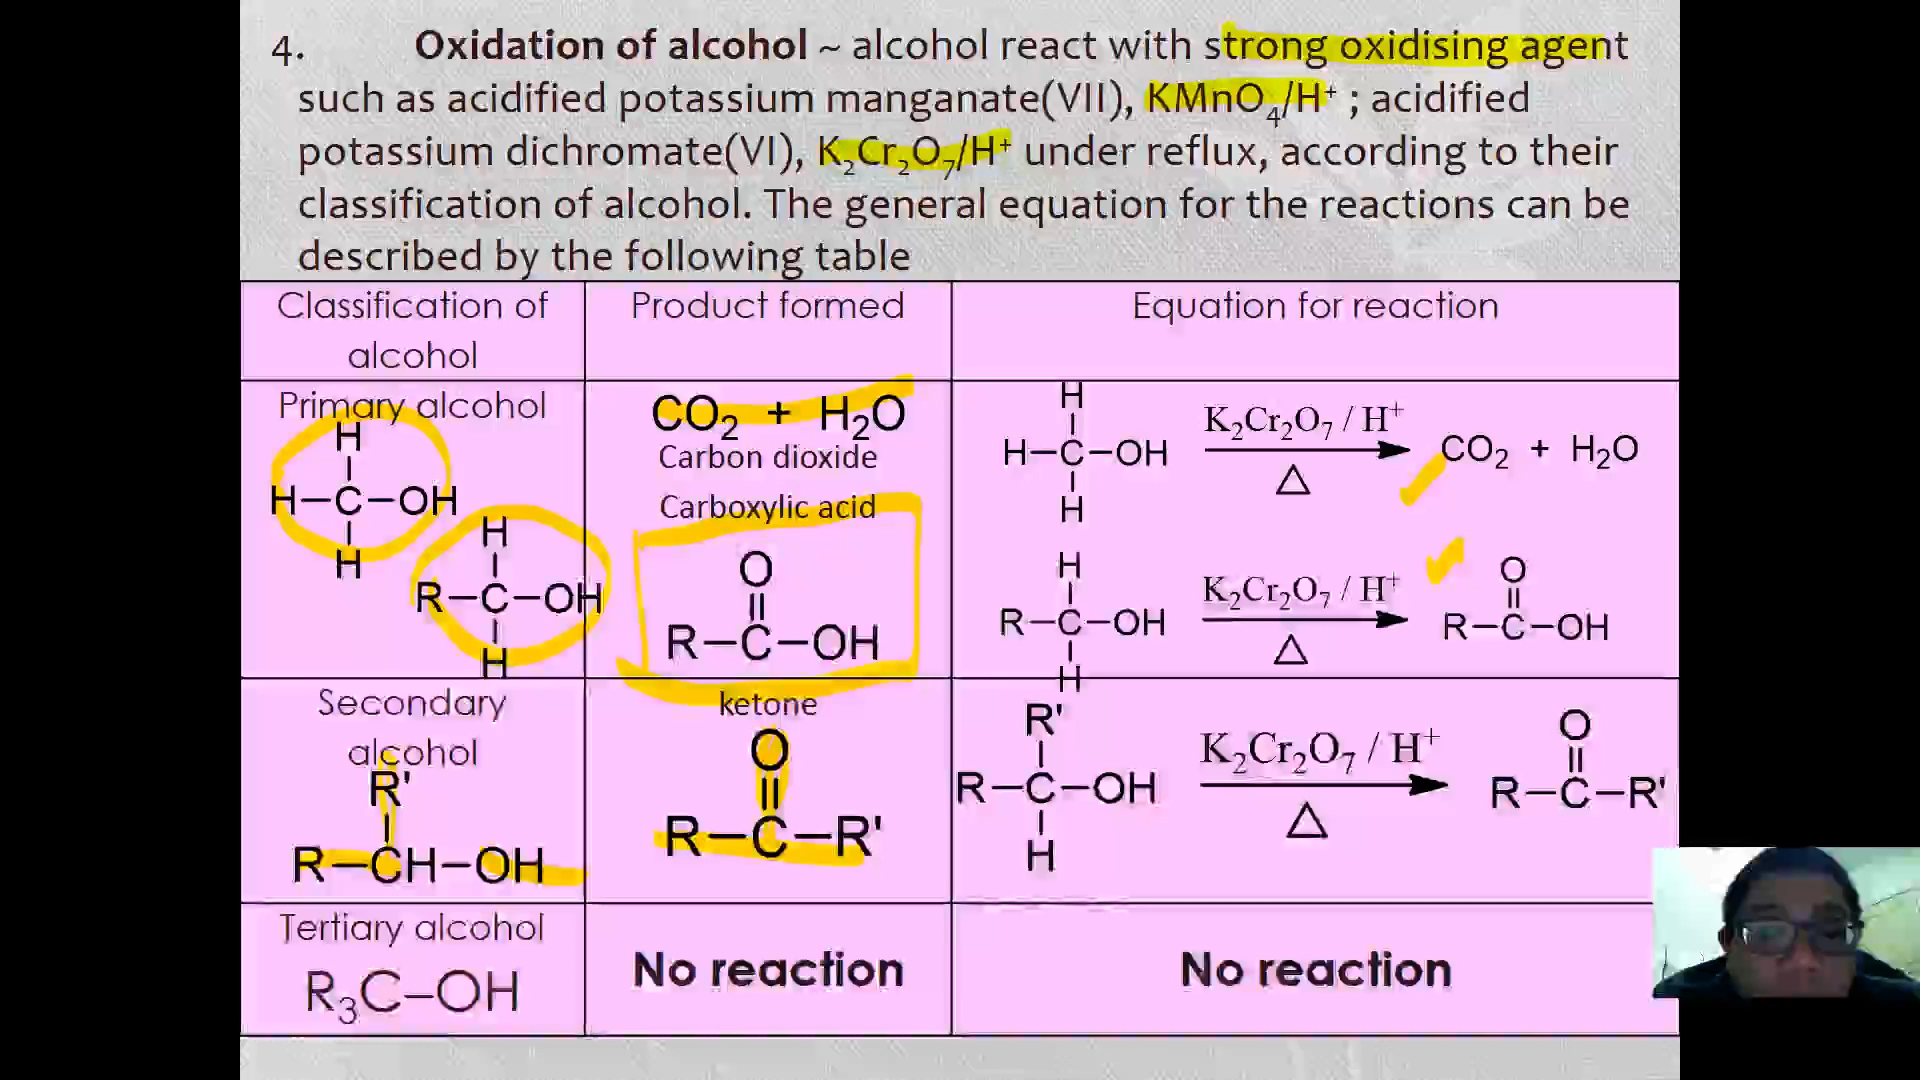 4. Oxidation of alcohol ~ alcohol react with strong oxidising agent
such as acidified potassium manganate(VII), KMnO₄/H⁺ ; acidified
potassium dichromate(VI), K₂Cr₂O₇/H⁺ under reflux, according to their
classification of alcohol. The general equation for the reactions can be
described by the following table
Classification of
alcohol
Product formed
Equation for reaction
Primary alcohol
H
H–C–OH
H
H
R–C–OH
H
CO₂ + H₂O
Carbon dioxide
Carboxylic acid
O
R–C–OH
H
H–C–OH
H
K₂Cr₂O₇ / H⁺
△
CO₂ + H₂O
H
R–C–OH
H
K₂Cr₂O₇ / H⁺
△
O
R–C–OH
Secondary
alcohol
R'
R–CH–OH
ketone
O
R–C–R'
R'
R–C–OH
H
K₂Cr₂O₇ / H⁺
△
O
R–C–R'
Tertiary alcohol
R₃C–OH
No reaction
No reaction